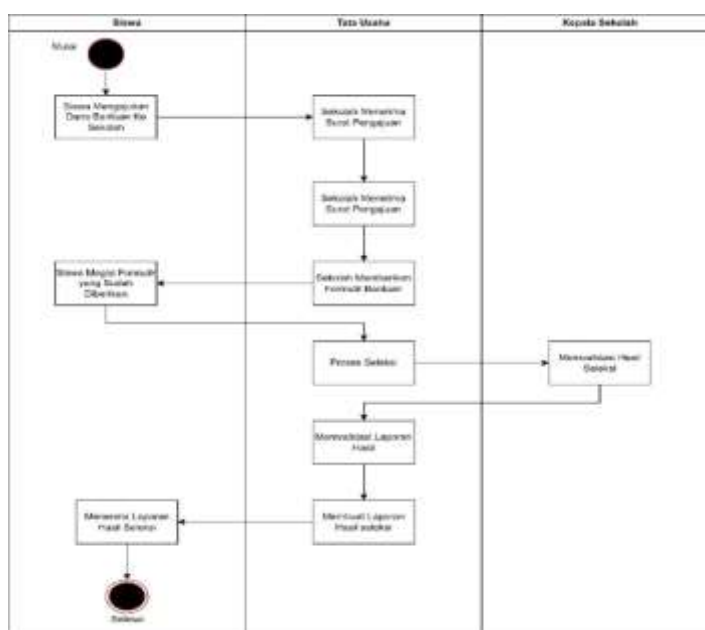 Siswa
Tata Usaha
Kepala Sekolah
Mulai
Siswa Mengajukan
Dana Bantuan Ke
Sekolah
Sekolah Menerima
Surat Pengajuan
Sekolah Menerima
Surat Pengajuan
Siswa Mengisi Formulir
yang Sudah
Diberikan
Sekolah Memberikan
Formulir Bantuan
Proses Seleksi
Memvalidasi Hasil
Seleksi
Memvalidasi Laporan
Hasil
Menerima Laporan
Hasil Seleksi
Membuat Laporan
Hasil seleksi
Selesai